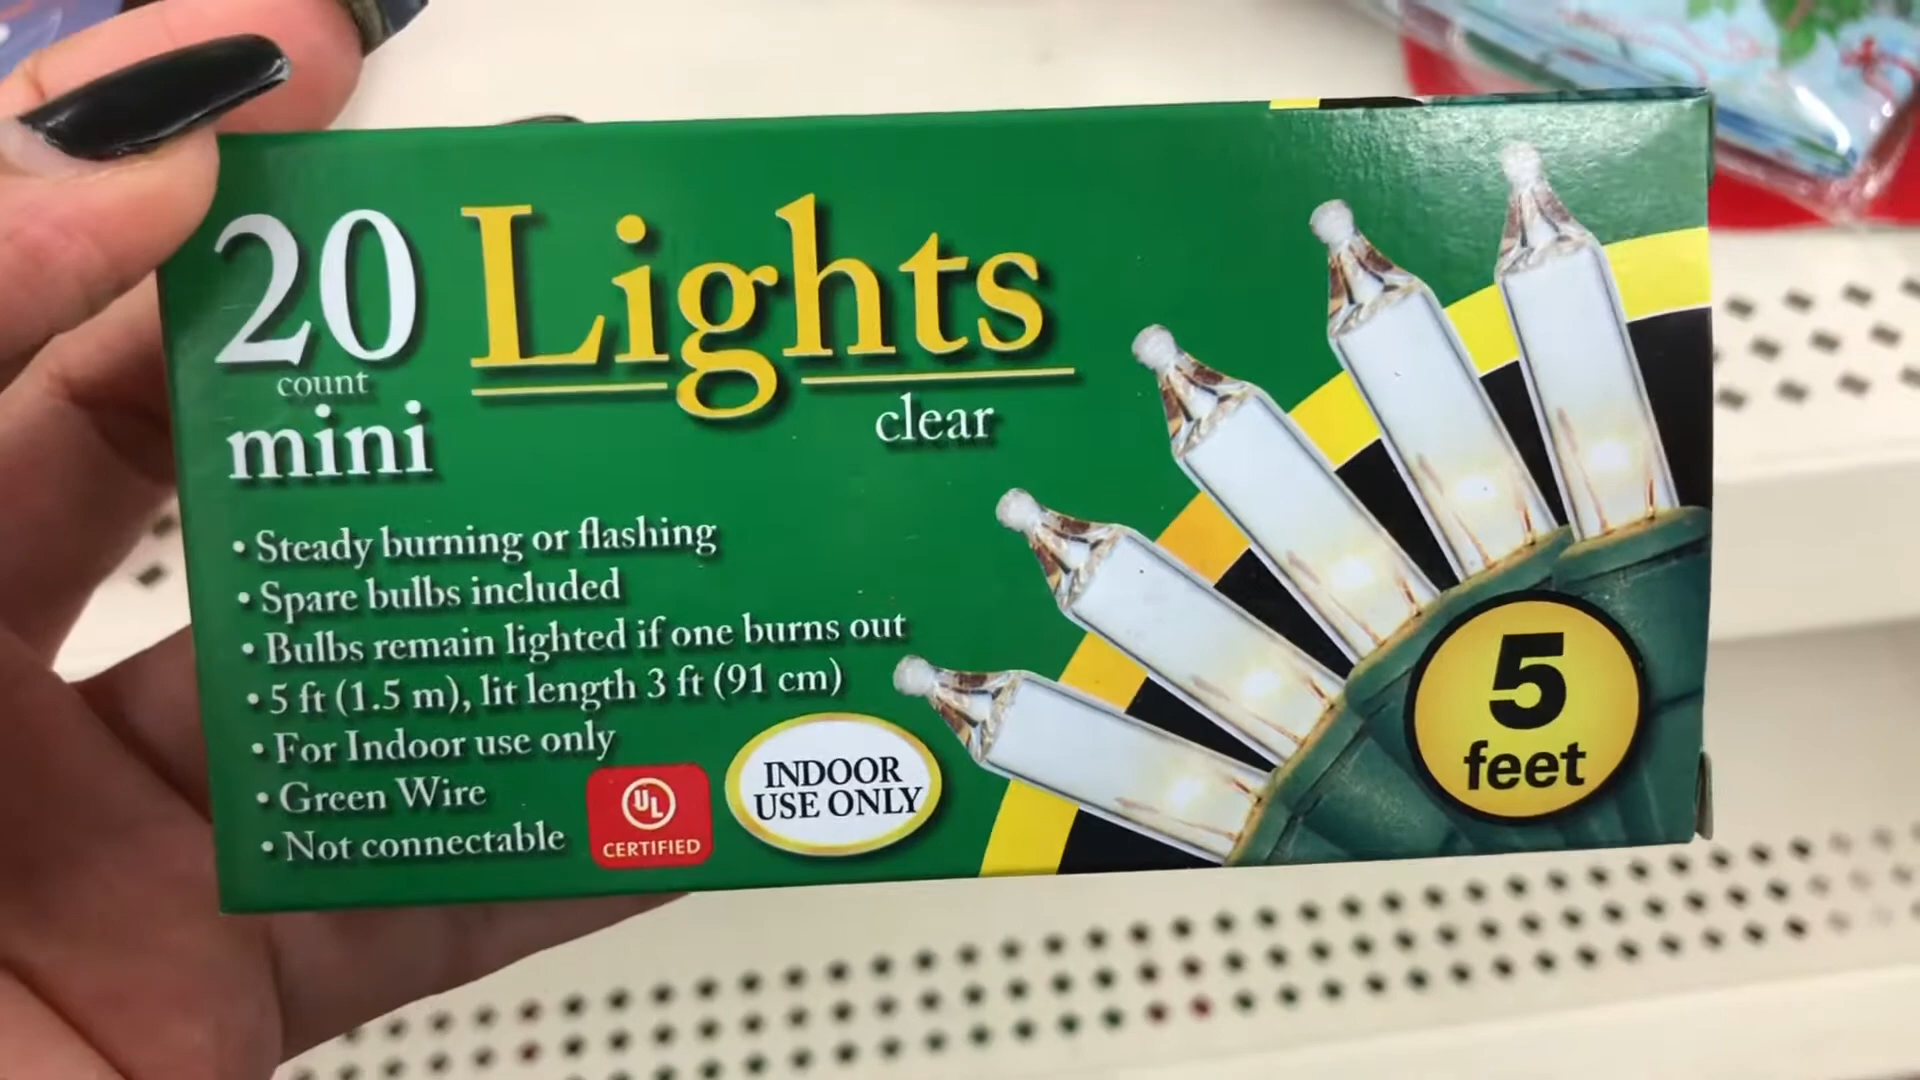 20 Lights
count
mini
clear
• Steady burning or flashing
• Spare bulbs included
• Bulbs remain lighted if one burns out
• 5 ft (1.5 m), lit length 3 ft (91 cm)
• For Indoor use only
• Green Wire
• Not connectable
UL
CERTIFIED
INDOOR
USE ONLY
5
feet